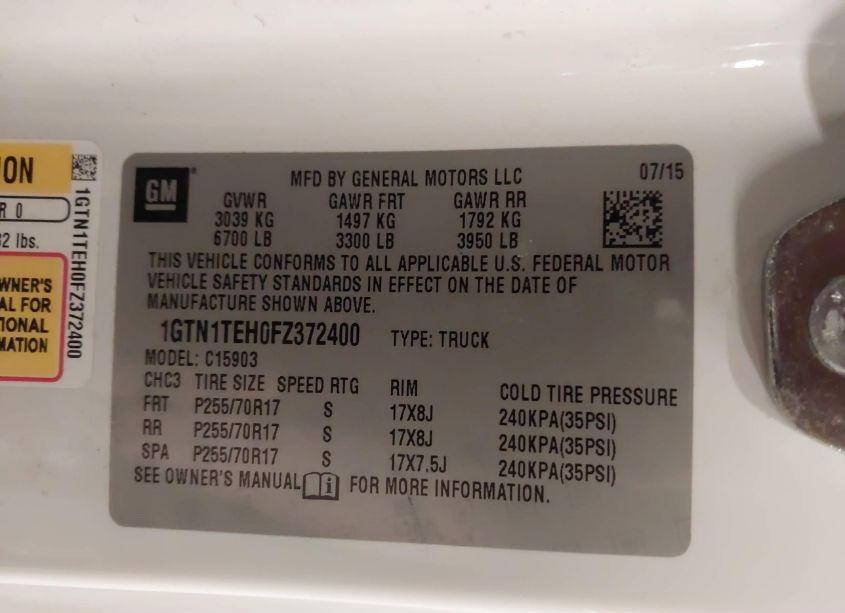 ION
R 0
32 lbs.
WNER'S
AL FOR
TIONAL
MATION
1GTN1TEH0FZ372400
GM
MFD BY GENERAL MOTORS LLC 07/15
GVWR GAWR FRT GAWR RR
3039 KG 1497 KG 1792 KG
6700 LB 3300 LB 3950 LB
THIS VEHICLE CONFORMS TO ALL APPLICABLE U.S. FEDERAL MOTOR
VEHICLE SAFETY STANDARDS IN EFFECT ON THE DATE OF
MANUFACTURE SHOWN ABOVE.
1GTN1TEH0FZ372400 TYPE: TRUCK
MODEL: C15903
CHC3 TIRE SIZE SPEED RTG RIM COLD TIRE PRESSURE
FRT P255/70R17 S 17X8J 240KPA(35PSI)
RR P255/70R17 S 17X8J 240KPA(35PSI)
SPA P255/70R17 S 17X7.5J 240KPA(35PSI)
SEE OWNER'S MANUAL i FOR MORE INFORMATION.